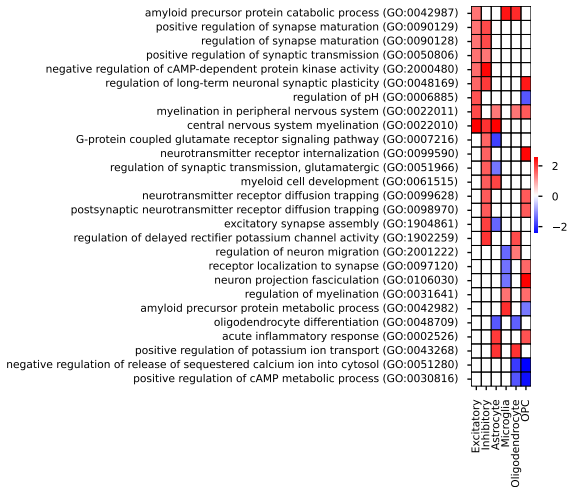 amyloid precursor protein catabolic process (GO:0042987)
positive regulation of synapse maturation (GO:0090129)
regulation of synapse maturation (GO:0090128)
positive regulation of synaptic transmission (GO:0050806)
negative regulation of cAMP-dependent protein kinase activity (GO:2000480)
regulation of long-term neuronal synaptic plasticity (GO:0048169)
regulation of pH (GO:0006885)
myelination in peripheral nervous system (GO:0022011)
central nervous system myelination (GO:0022010)
G-protein coupled glutamate receptor signaling pathway (GO:0007216)
neurotransmitter receptor internalization (GO:0099590)
regulation of synaptic transmission, glutamatergic (GO:0051966)
myeloid cell development (GO:0061515)
neurotransmitter receptor diffusion trapping (GO:0099628)
postsynaptic neurotransmitter receptor diffusion trapping (GO:0098970)
excitatory synapse assembly (GO:1904861)
regulation of delayed rectifier potassium channel activity (GO:1902259)
regulation of neuron migration (GO:2001222)
receptor localization to synapse (GO:0097120)
neuron projection fasciculation (GO:0106030)
regulation of myelination (GO:0031641)
amyloid precursor protein metabolic process (GO:0042982)
oligodendrocyte differentiation (GO:0048709)
acute inflammatory response (GO:0002526)
positive regulation of potassium ion transport (GO:0043268)
negative regulation of release of sequestered calcium ion into cytosol (GO:0051280)
positive regulation of cAMP metabolic process (GO:0030816)
Excitatory
Inhibitory
Astrocyte
Microglia
Oligodendrocyte
OPC
2
0
−2